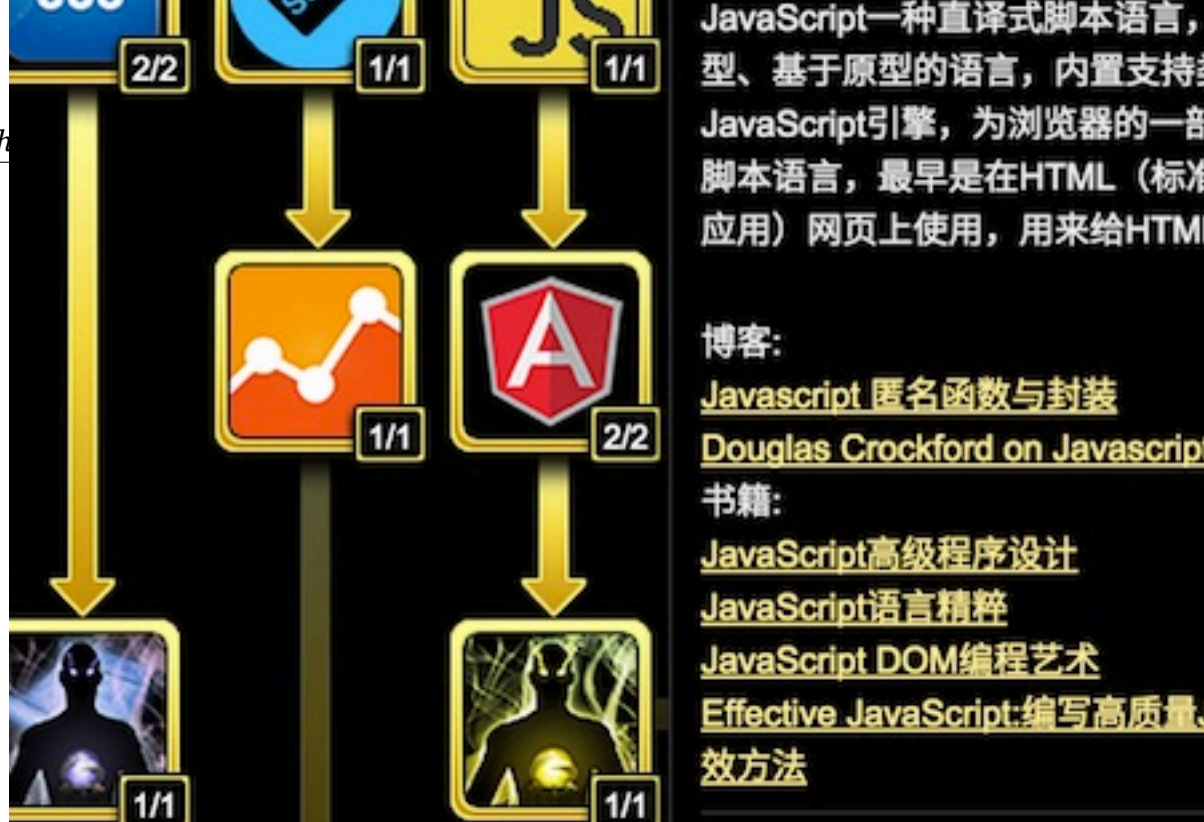 2/2
1/1
JS
1/1
JavaScript一种直译式脚本语言，
型、基于原型的语言，内置支持
JavaScript引擎，为浏览器的一部
脚本语言，最早是在HTML（标准
应用）网页上使用，用来给HTML
h
1/1
A
2/2
博客:
Javascript 匿名函数与封装
Douglas Crockford on Javascript
书籍:
JavaScript高级程序设计
JavaScript语言精粹
JavaScript DOM编程艺术
Effective JavaScript:编写高质量
效方法
1/1
1/1